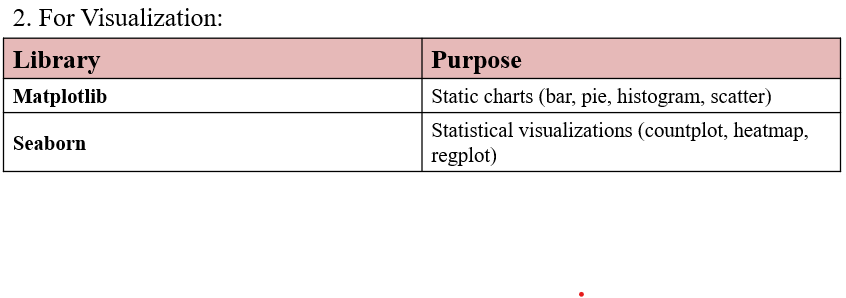 2. For Visualization:
Library Purpose
Matplotlib Static charts (bar, pie, histogram, scatter)
Seaborn Statistical visualizations (countplot, heatmap,
regplot)